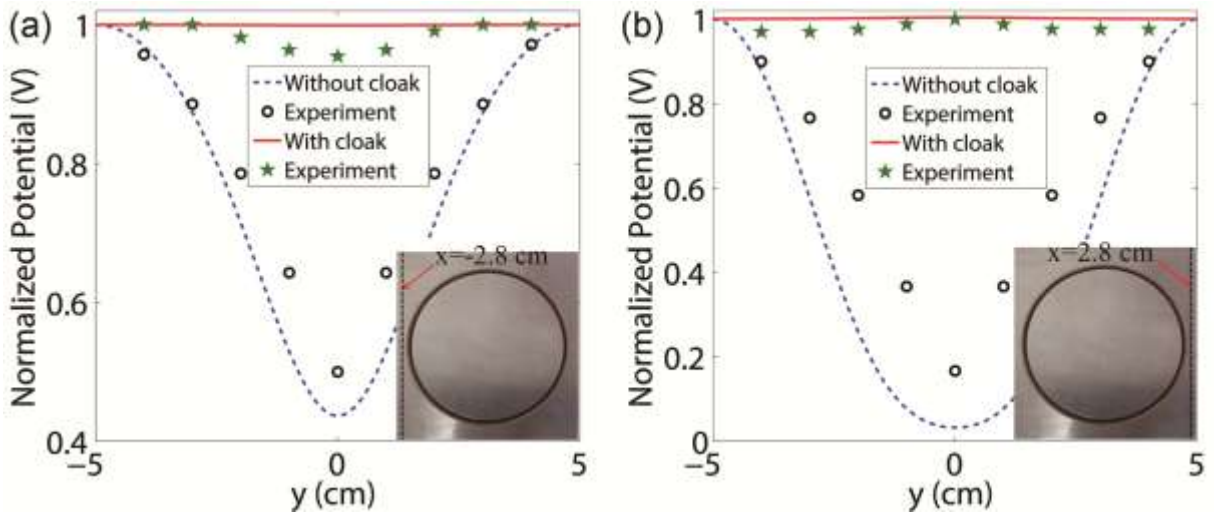 (a)
Normalized Potential (V)
1
0.8
0.6
0.4
Without cloak
Experiment
With cloak
Experiment
x=-2.8 cm
−5
0
5
y (cm)
(b)
Normalized Potential (V)
1
0.8
0.6
0.4
0.2
0
Without cloak
Experiment
With cloak
Experiment
x=2.8 cm
−5
0
5
y (cm)